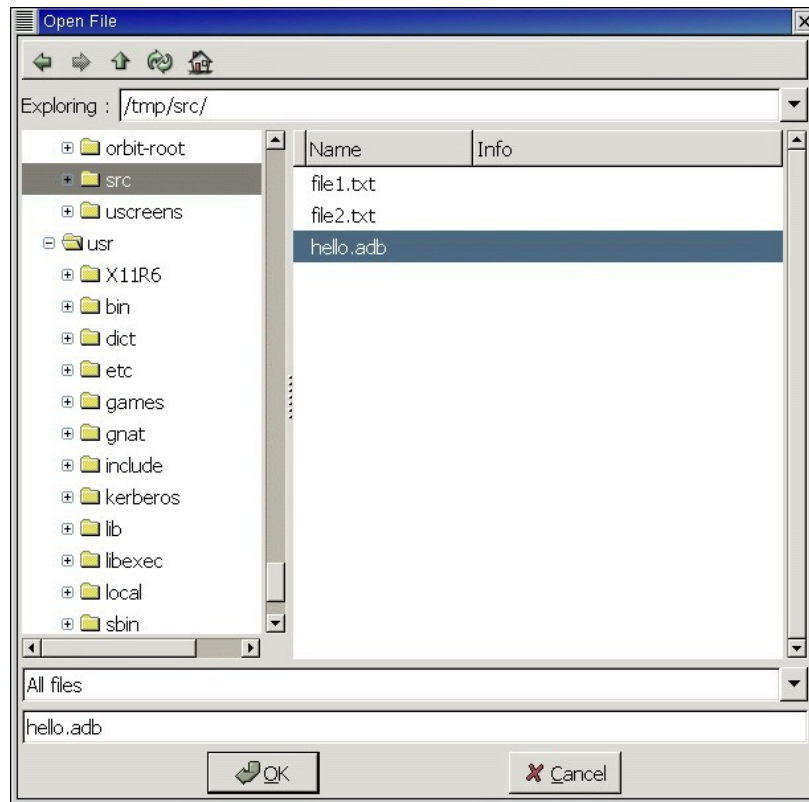 Open File
Exploring : /tmp/src/
orbit-root
src
uscreens
usr
X11R6
bin
dict
etc
games
gnat
include
kerberos
lib
libexec
local
sbin
Name Info
file1.txt
file2.txt
hello.adb
All files
hello.adb
OK Cancel